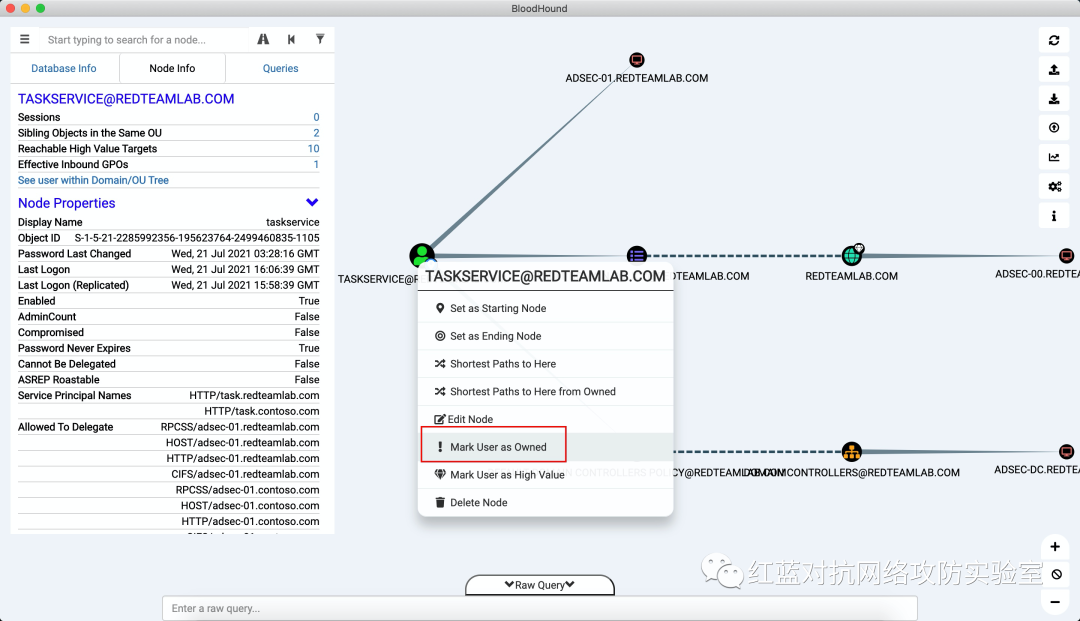 BloodHound
Start typing to search for a node...
Database Info Node Info Queries
TASKSERVICE@REDTEAMLAB.COM
Sessions 0
Sibling Objects in the Same OU 2
Reachable High Value Targets 10
Effective Inbound GPOs 1
See user within Domain/OU Tree
Node Properties
Display Name taskservice
Object ID S-1-5-21-2285992356-195623764-2499460835-1105
Password Last Changed Wed, 21 Jul 2021 03:28:16 GMT
Last Logon Wed, 21 Jul 2021 16:06:39 GMT
Last Logon (Replicated) Wed, 21 Jul 2021 15:58:39 GMT
Enabled True
AdminCount False
Compromised False
Password Never Expires True
Cannot Be Delegated False
ASREP Roastable False
Service Principal Names HTTP/task.redteamlab.com
HTTP/task.contoso.com
Allowed To Delegate RPCSS/adsec-01.redteamlab.com
HOST/adsec-01.redteamlab.com
HTTP/adsec-01.redteamlab.com
CIFS/adsec-01.redteamlab.com
RPCSS/adsec-01.contoso.com
HOST/adsec-01.contoso.com
HTTP/adsec-01.contoso.com
ADSEC-01.REDTEAMLAB.COM
TASKSERVICE@R
DTEAMLAB.COM
REDTEAMLAB.COM
ADSEC-00.REDTEA
TASKSERVICE@REDTEAMLAB.COM
Set as Starting Node
Set as Ending Node
Shortest Paths to Here
Shortest Paths to Here from Owned
Edit Node
Mark User as Owned
Mark User as High Value
Delete Node
CONTROLLERS POLICY@REDTEAMLAB.COM
DOMAIN CONTROLLERS@REDTEAMLAB.COM
ADSEC-DC.REDTE
红蓝对抗网络攻防实验室
Raw Query
Enter a raw query...